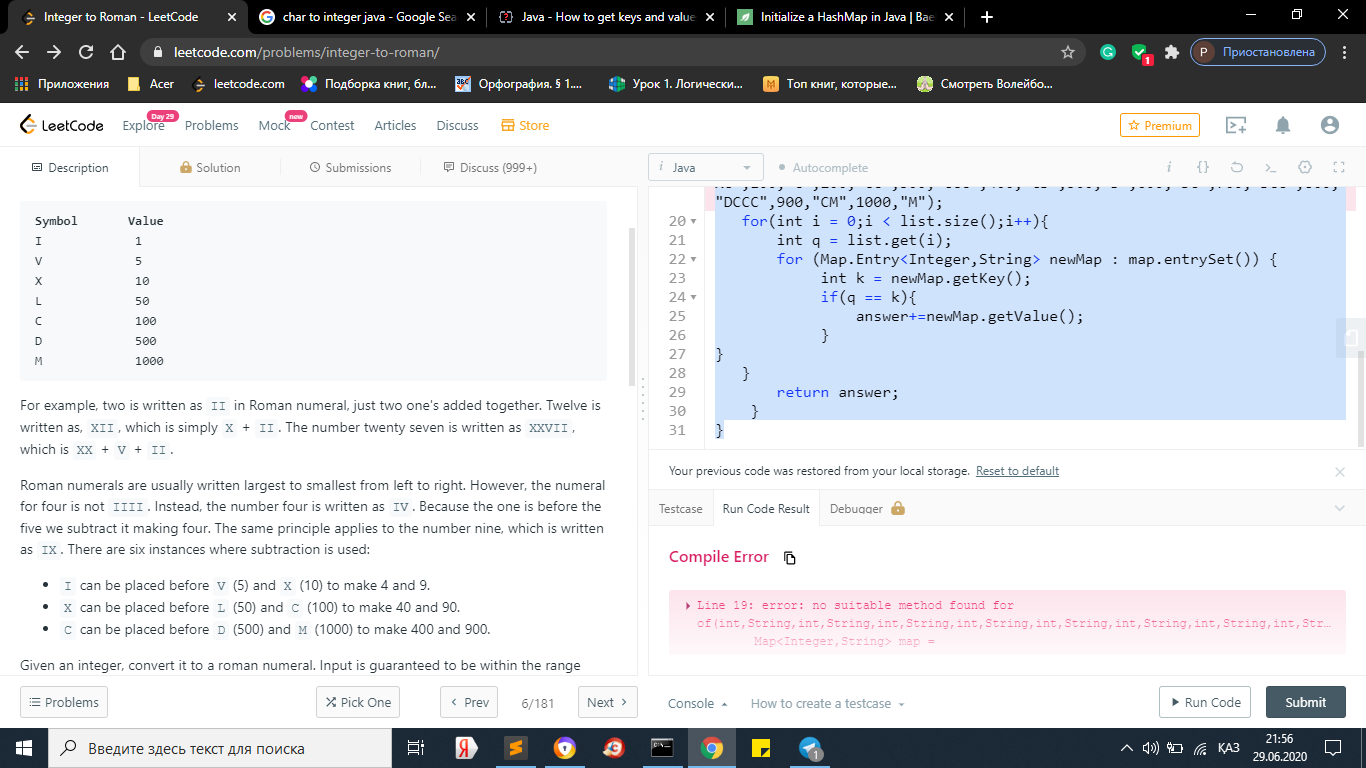 Integer to Roman - LeetCode
char to integer java - Google Sea
Java - How to get keys and value
Initialize a HashMap in Java | Bae
leetcode.com/problems/integer-to-roman/
P Приостановлена
1
Приложения Acer leetcode.com Подборка книг, бл... Орфография. § 1.... Урок 1. Логически... Топ книг, которые... Смотреть Волейбо...
LeetCode Explore Day 29 Problems Mock new Contest Articles Discuss Store Premium
Description Solution Submissions Discuss (999+)
Symbol Value
I 1
V 5
X 10
L 50
C 100
D 500
M 1000
For example, two is written as II in Roman numeral, just two one's added together. Twelve is
written as, XII, which is simply X + II. The number twenty seven is written as XXVII,
which is XX + V + II.
Roman numerals are usually written largest to smallest from left to right. However, the numeral
for four is not IIII. Instead, the number four is written as IV. Because the one is before the
five we subtract it making four. The same principle applies to the number nine, which is written
as IX. There are six instances where subtraction is used:
• I can be placed before V (5) and X (10) to make 4 and 9.
• X can be placed before L (50) and C (100) to make 40 and 90.
• C can be placed before D (500) and M (1000) to make 400 and 900.
Given an integer, convert it to a roman numeral. Input is guaranteed to be within the range
Problems Pick One Prev 6/181 Next
i Java Autocomplete
"DCCC",900,"CM",1000,"M");
20 for(int i = 0;i < list.size();i++){
21 int q = list.get(i);
22 for (Map.Entry<Integer,String> newMap : map.entrySet()) {
23 int k = newMap.getKey();
24 if(q == k){
25 answer+=newMap.getValue();
26 }
27 }
28 }
29 return answer;
30 }
31 }
Your previous code was restored from your local storage. Reset to default
Testcase Run Code Result Debugger
Compile Error
Line 19: error: no suitable method found for
of(int,String,int,String,int,String,int,String,int,String,int,String,int,String,int,Str...
Map<Integer,String> map =
Console How to create a testcase Run Code Submit
Введите здесь текст для поиска
1
ҚАЗ
21:56
29.06.2020